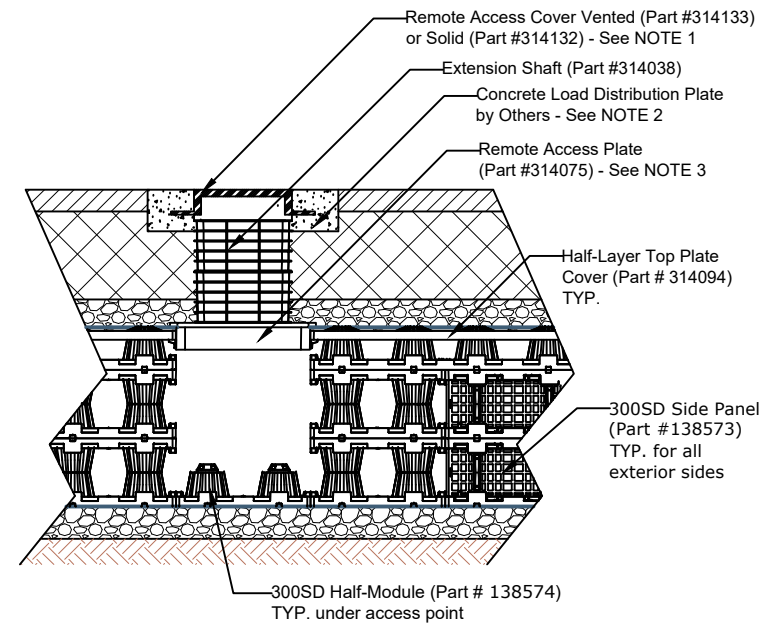 Remote Access Cover Vented (Part #314133)
or Solid (Part #314132) - See NOTE 1
Extension Shaft (Part #314038)
Concrete Load Distribution Plate
by Others - See NOTE 2
Remote Access Plate
(Part #314075) - See NOTE 3
Half-Layer Top Plate
Cover (Part # 314094)
TYP.
300SD Side Panel
(Part #138573)
TYP. for all
exterior sides
300SD Half-Module (Part # 138574)
TYP. under access point